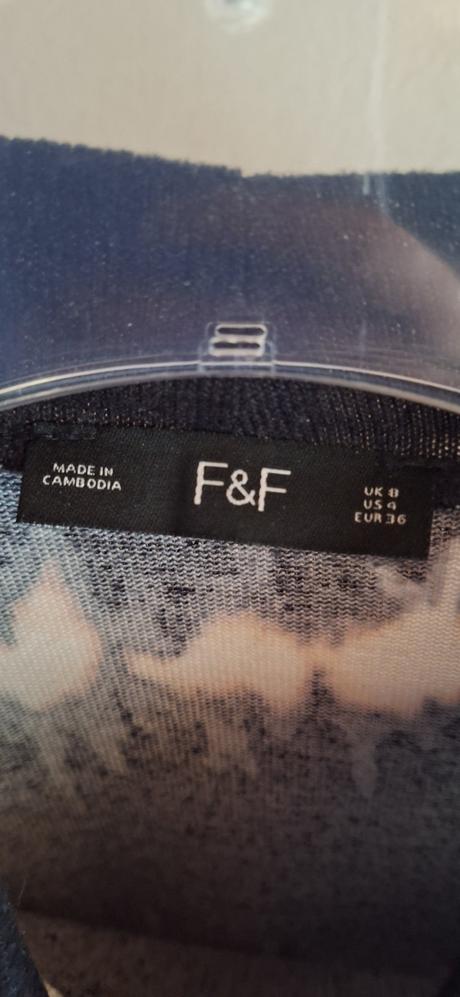 MADE IN
CAMBODIA
F&F
UK 8
US 4
EUR 36